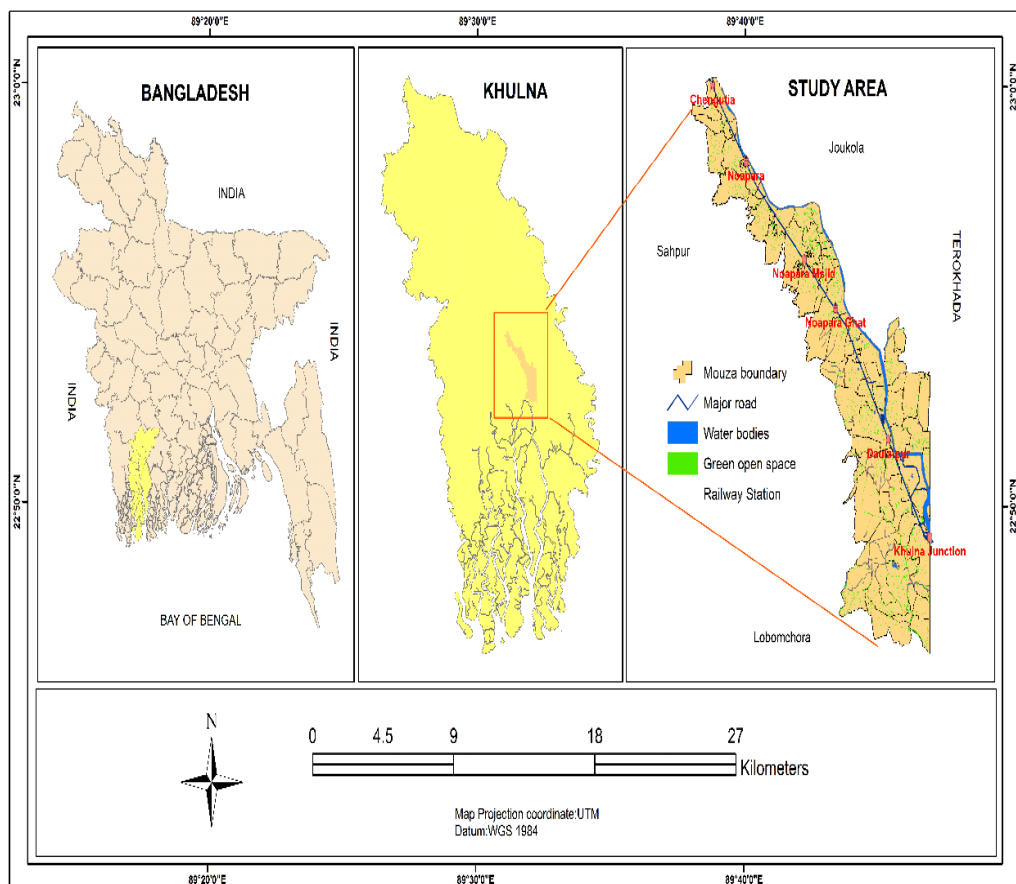 89°20'0"E
89°30'0"E
89°40'0"E
23°0'0"N
23°0'0"N
BANGLADESH
INDIA
INDIA
INDIA
BAY OF BENGAL
KHULNA
STUDY AREA
Chengutia
Joukola
Noapara
Sahpur
TEROKHADA
Noapara Ghat
Mouza boundary
Major road
Water bodies
Green open space
Railway Station
Daulatpur
Khulna Junction
Lobomchora
22°50'0"N
22°50'0"N
N
0 4.5 9 18 27
Kilometers
Map Projection coordinate:UTM
Datum:WGS 1984
89°20'0"E
89°30'0"E
89°40'0"E